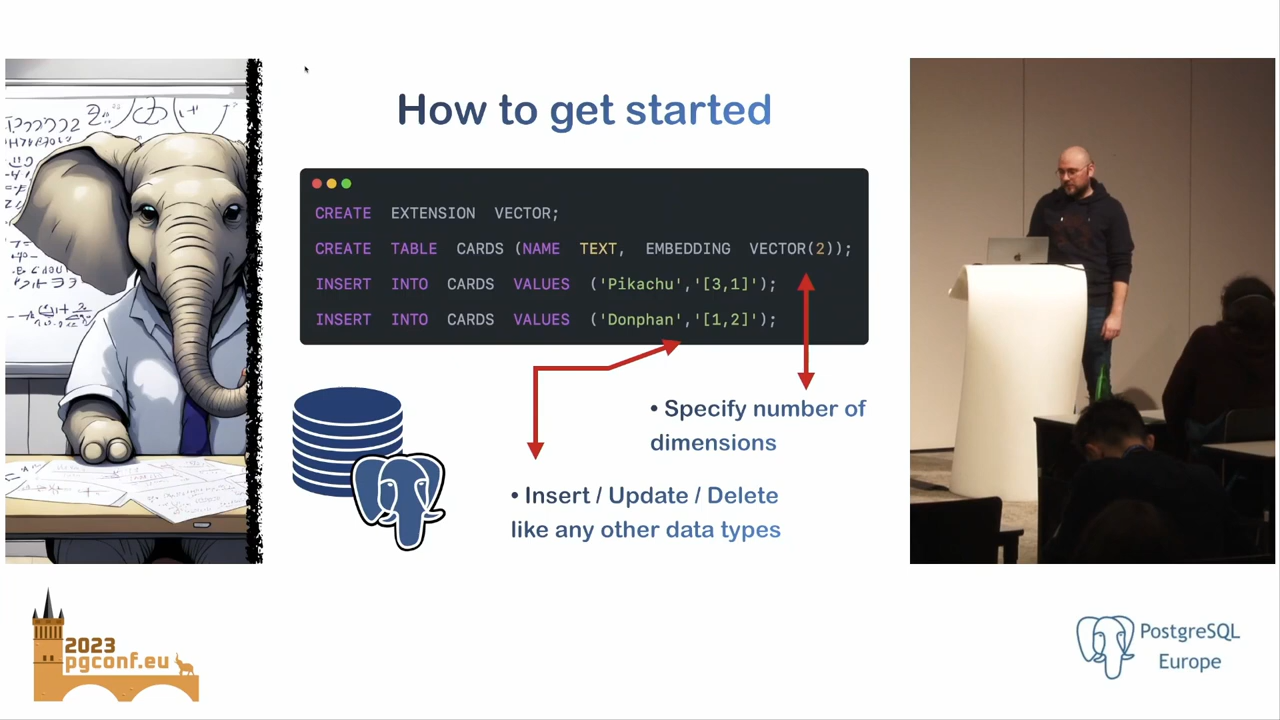 How to get started
CREATE EXTENSION VECTOR;
CREATE TABLE CARDS (NAME TEXT, EMBEDDING VECTOR(2));
INSERT INTO CARDS VALUES ('Pikachu','[3,1]');
INSERT INTO CARDS VALUES ('Donphan','[1,2]');
• Specify number of
dimensions
• Insert / Update / Delete
like any other data types
2023
pgconf.eu
PostgreSQL
Europe